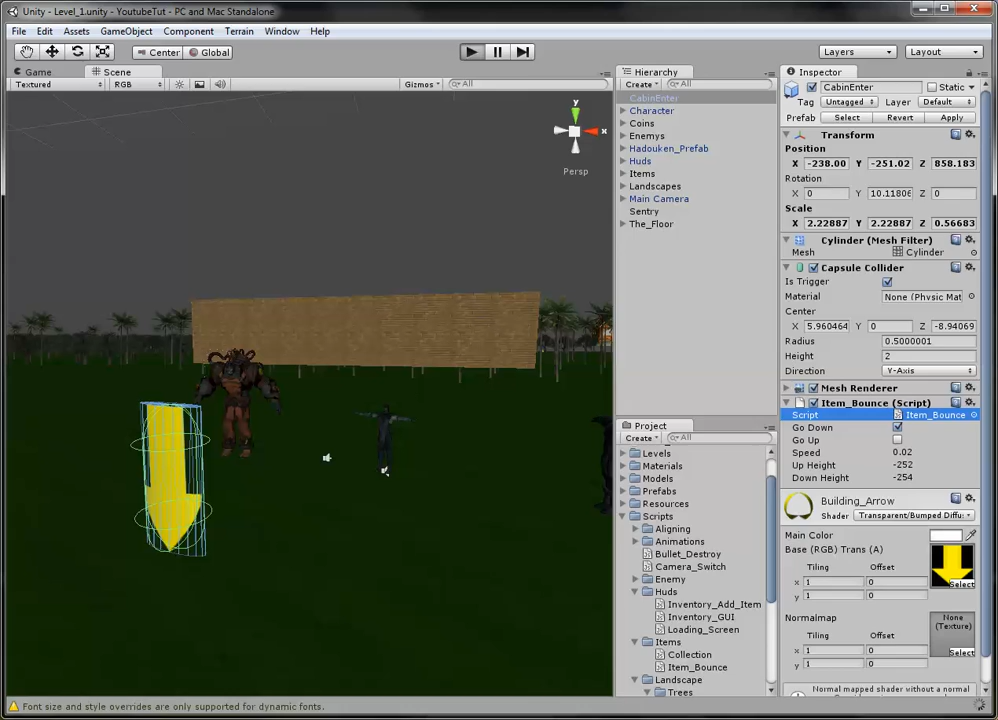 Unity - Level_1.unity - YoutubeTut - PC and Mac Standalone
File Edit Assets GameObject Component Terrain Window Help
Center Global Layers Layout
Game Scene
Textured RGB Gizmos All
y
x
Persp
Hierarchy
Create All
CabinEnter
Character
Coins
Enemys
Hadouken_Prefab
Huds
Items
Landscapes
Main Camera
Sentry
The_Floor
Project
Create All
Levels
Materials
Models
Prefabs
Resources
Scripts
Aligning
Animations
Bullet_Destroy
Camera_Switch
Enemy
Huds
Inventory_Add_Item
Inventory_GUI
Loading_Screen
Items
Collection
Item_Bounce
Landscape
Trees
Inspector
CabinEnter Static
Tag Untagged Layer Default
Prefab Select Revert Apply
Transform
Position
X -238.00 Y -251.02 Z 858.183
Rotation
X 0 Y 10.11806 Z 0
Scale
X 2.22887 Y 2.22887 Z 0.56683
Cylinder (Mesh Filter)
Mesh Cylinder
Capsule Collider
Is Trigger
Material None (Physic Mat
Center
X 5.960464 Y 0 Z -8.94069
Radius 0.5000001
Height 2
Direction Y-Axis
Mesh Renderer
Item_Bounce (Script)
Script Item_Bounce
Go Down
Go Up
Speed 0.02
Up Height -252
Down Height -254
Building_Arrow
Shader Transparent/Bumped Diffu
Main Color
Base (RGB) Trans (A)
Tiling Offset
x 1 0
y 1 0
Select
Normalmap
None
(Texture)
Tiling Offset
x 1 0
y 1 0
Select
Normal mapped shader without a normal
Font size and style overrides are only supported for dynamic fonts.